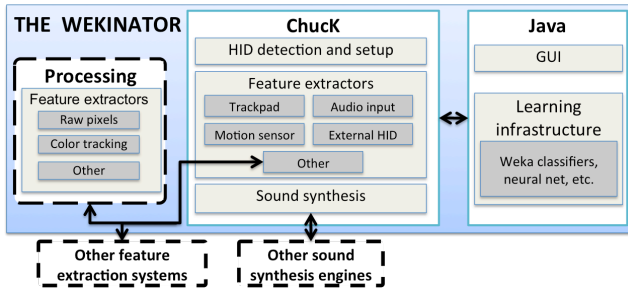 THE WEKINATOR
Processing
Feature extractors
Raw pixels
Color tracking
Other
ChucK
HID detection and setup
Feature extractors
Trackpad
Audio input
Motion sensor
External HID
Other
Sound synthesis
Java
GUI
Learning
infrastructure
Weka classifiers,
neural net, etc.
Other feature
extraction systems
Other sound
synthesis engines